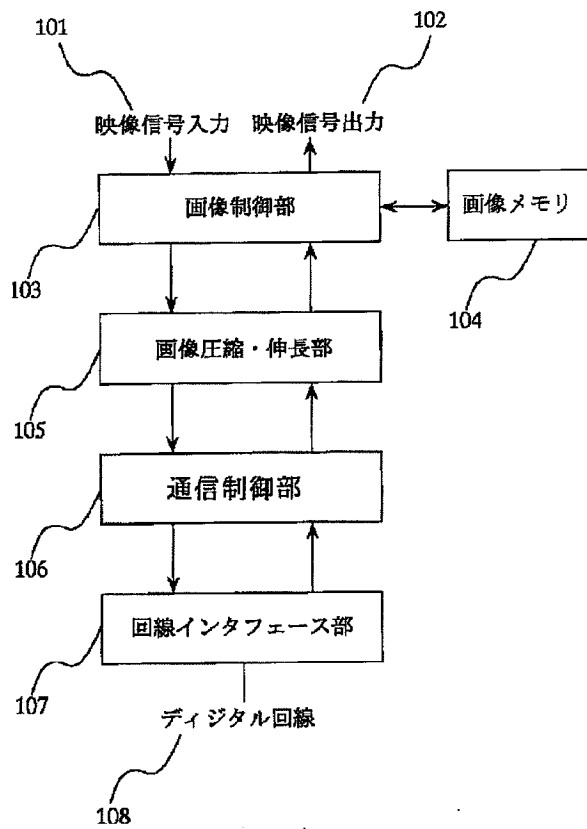 101
102
映像信号入力
映像信号出力
画像制御部
画像メモリ
103
104
画像圧縮・伸長部
105
通信制御部
106
回線インタフェース部
107
ディジタル回線
108